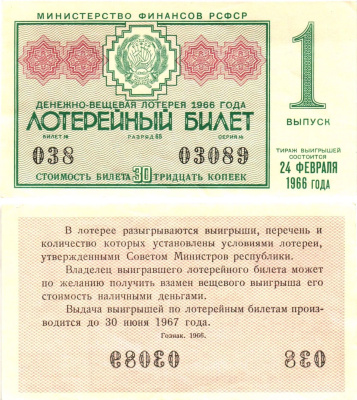 МИНИСТЕРСТВО ФИНАНСОВ РСФСР
1
ВЫПУСК
ДЕНЕЖНО-ВЕЩЕВАЯ ЛОТЕРЕЯ 1966 ГОДА
ЛОТЕРЕЙНЫЙ БИЛЕТ
БИЛЕТ № РАЗРЯД 65 СЕРИЯ №
038 03089
СТОИМОСТЬ БИЛЕТА 30 ТРИДЦАТЬ КОПЕЕК
ТИРАЖ ВЫИГРЫШЕЙ
СОСТОИТСЯ
24 ФЕВРАЛЯ
1966 ГОДА
В лотерее разыгрываются выигрыши, перечень и
количество которых установлены условиями лотереи,
утвержденными Советом Министров республики.
Владелец выигравшего лотерейного билета может
по желанию получить взамен вещевого выигрыша его
стоимость наличными деньгами.
Выдача выигрышей по лотерейным билетам произ-
водится до 30 июня 1967 года.
Гознак. 1966.
03089 038